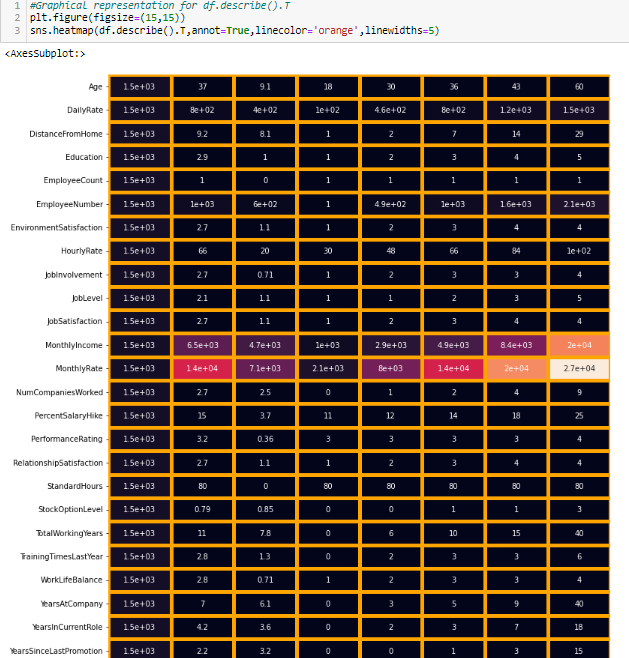 1 #Graphical representation for df.describe().T
2 plt.figure(figsize=(15,15))
3 sns.heatmap(df.describe().T,annot=True,linecolor='orange',linewidths=5)
<AxesSubplot:>
Age 1.5e+03 37 9.1 18 30 36 43 60
DailyRate 1.5e+03 8e+02 4e+02 1e+02 4.6e+02 8e+02 1.2e+03 1.5e+03
DistanceFromHome 1.5e+03 9.2 8.1 1 2 7 14 29
Education 1.5e+03 2.9 1 1 2 3 4 5
EmployeeCount 1.5e+03 1 0 1 1 1 1 1
EmployeeNumber 1.5e+03 1e+03 6e+02 1 4.9e+02 1e+03 1.6e+03 2.1e+03
EnvironmentSatisfaction 1.5e+03 2.7 1.1 1 2 3 4 4
HourlyRate 1.5e+03 66 20 30 48 66 84 1e+02
JobInvolvement 1.5e+03 2.7 0.71 1 2 3 3 4
JobLevel 1.5e+03 2.1 1.1 1 1 2 3 5
JobSatisfaction 1.5e+03 2.7 1.1 1 2 3 4 4
MonthlyIncome 1.5e+03 6.5e+03 4.7e+03 1e+03 2.9e+03 4.9e+03 8.4e+03 2e+04
MonthlyRate 1.5e+03 1.4e+04 7.1e+03 2.1e+03 8e+03 1.4e+04 2e+04 2.7e+04
NumCompaniesWorked 1.5e+03 2.7 2.5 0 1 2 4 9
PercentSalaryHike 1.5e+03 15 3.7 11 12 14 18 25
PerformanceRating 1.5e+03 3.2 0.36 3 3 3 3 4
RelationshipSatisfaction 1.5e+03 2.7 1.1 1 2 3 4 4
StandardHours 1.5e+03 80 0 80 80 80 80 80
StockOptionLevel 1.5e+03 0.79 0.85 0 0 1 1 3
TotalWorkingYears 1.5e+03 11 7.8 0 6 10 15 40
TrainingTimesLastYear 1.5e+03 2.8 1.3 0 2 3 3 6
WorkLifeBalance 1.5e+03 2.8 0.71 1 2 3 3 4
YearsAtCompany 1.5e+03 7 6.1 0 3 5 9 40
YearsInCurrentRole 1.5e+03 4.2 3.6 0 2 3 7 18
YearsSinceLastPromotion 1.5e+03 2.2 3.2 0 0 1 3 15